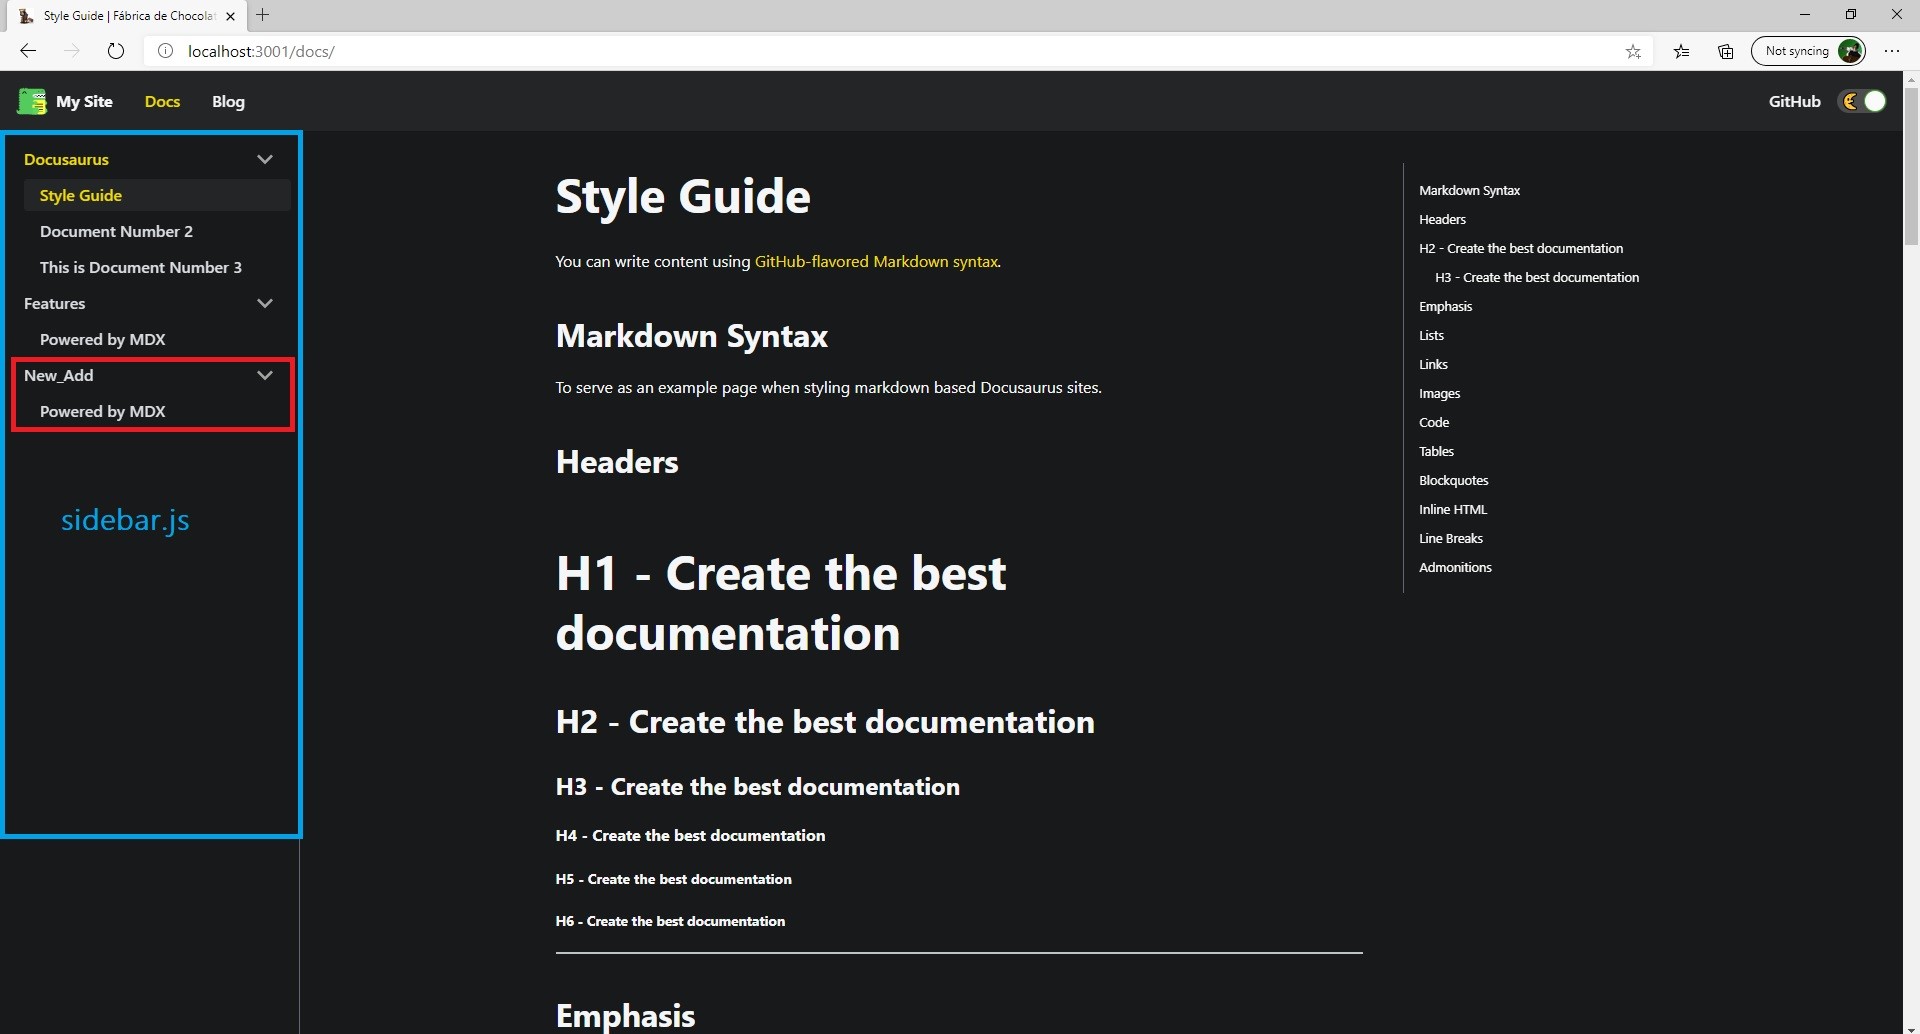 Style Guide | Fábrica de Chocola
localhost:3001/docs/
Not syncing
My Site
Docs
Blog
GitHub
Docusaurus
Style Guide
Document Number 2
This is Document Number 3
Features
Powered by MDX
New_Add
Powered by MDX
sidebar.js
Style Guide
You can write content using GitHub-flavored Markdown syntax.
Markdown Syntax
To serve as an example page when styling markdown based Docusaurus sites.
Headers
H1 - Create the best
documentation
H2 - Create the best documentation
H3 - Create the best documentation
H4 - Create the best documentation
H5 - Create the best documentation
H6 - Create the best documentation
Emphasis
Markdown Syntax
Headers
H2 - Create the best documentation
H3 - Create the best documentation
Emphasis
Lists
Links
Images
Code
Tables
Blockquotes
Inline HTML
Line Breaks
Admonitions